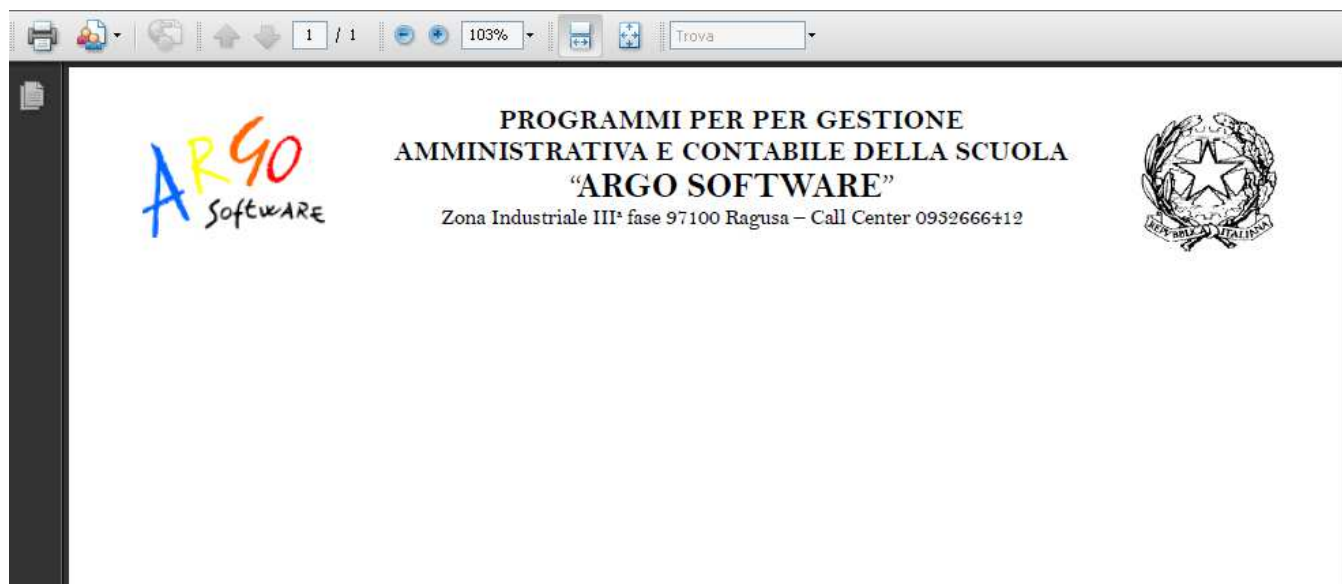 1 / 1 103% Trova
ARGO
SoftwARE
PROGRAMMI PER PER GESTIONE
AMMINISTRATIVA E CONTABILE DELLA SCUOLA
“ARGO SOFTWARE”
Zona Industriale IIIª fase 97100 Ragusa – Call Center 0932666412
REPVBBLICA ITALIANA